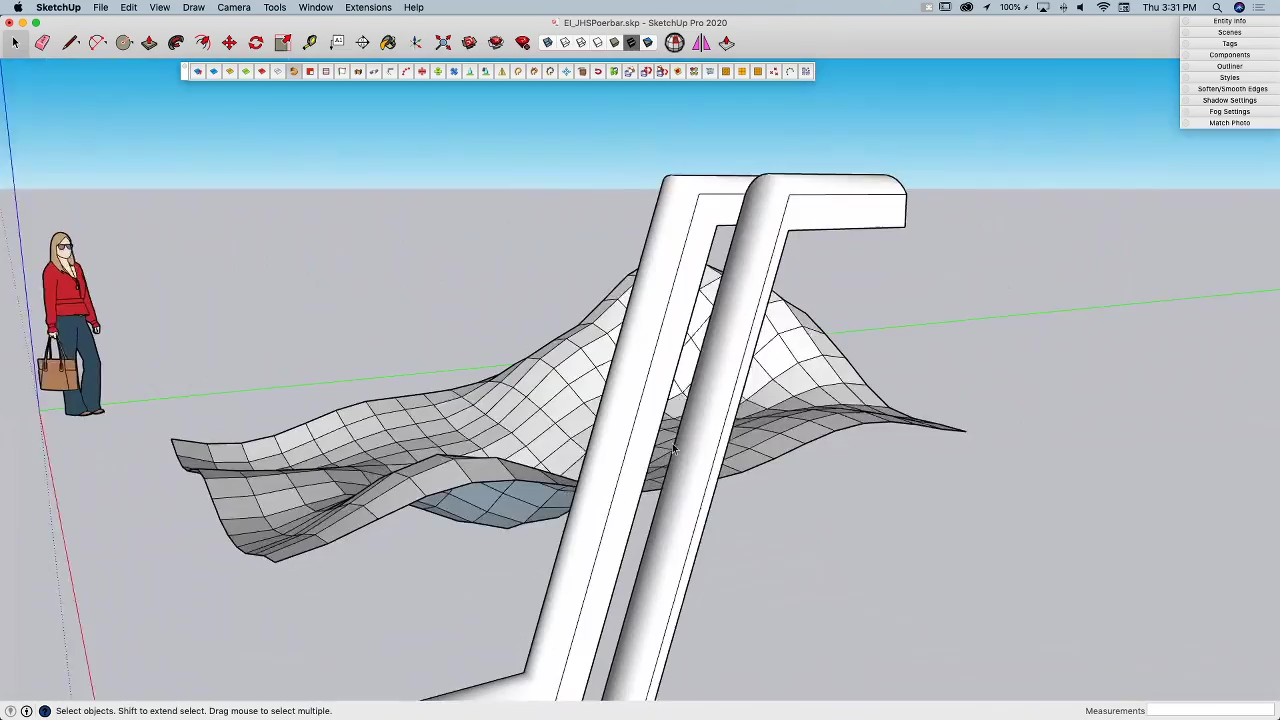 SketchUp File Edit View Draw Camera Tools Window Extensions Help 100% Thu 3:31 PM
EI_JHSPoerbar.skp - SketchUp Pro 2020
Entity Info
Scenes
Tags
Components
Outliner
Styles
Soften/Smooth Edges
Shadow Settings
Fog Settings
Match Photo
Select objects. Shift to extend select. Drag mouse to select multiple. Measurements